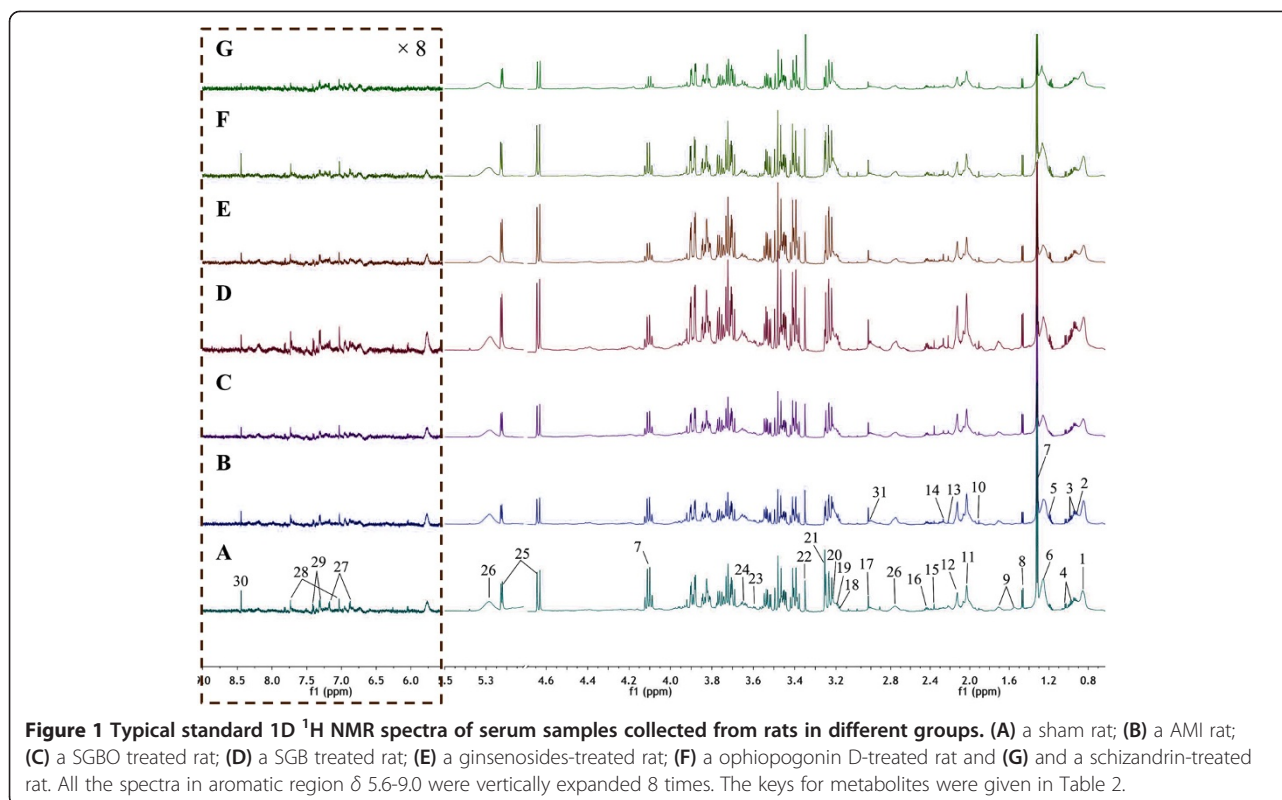 G
× 8
F
E
D
C
B
A
7
31
14
13
10
5
3
2
30
28
29
27
26
25
7
24
23
21
22
20
19
18
17
26
16
15
12
11
8
9
6
4
1
8.5 8.0 7.5 7.0 6.5 6.0 5.5 5.3 4.6 4.2 3.8 3.4 3.2 2.8 2.4 2.0 1.6 1.2 0.8
f1 (ppm) f1 (ppm) f1 (ppm) f1 (ppm)
Figure 1 Typical standard 1D ¹H NMR spectra of serum samples collected from rats in different groups. (A) a sham rat; (B) a AMI rat;
(C) a SGBO treated rat; (D) a SGB treated rat; (E) a ginsenosides-treated rat; (F) a ophiopogonin D-treated rat and (G) and a schizandrin-treated
rat. All the spectra in aromatic region δ 5.6-9.0 were vertically expanded 8 times. The keys for metabolites were given in Table 2.